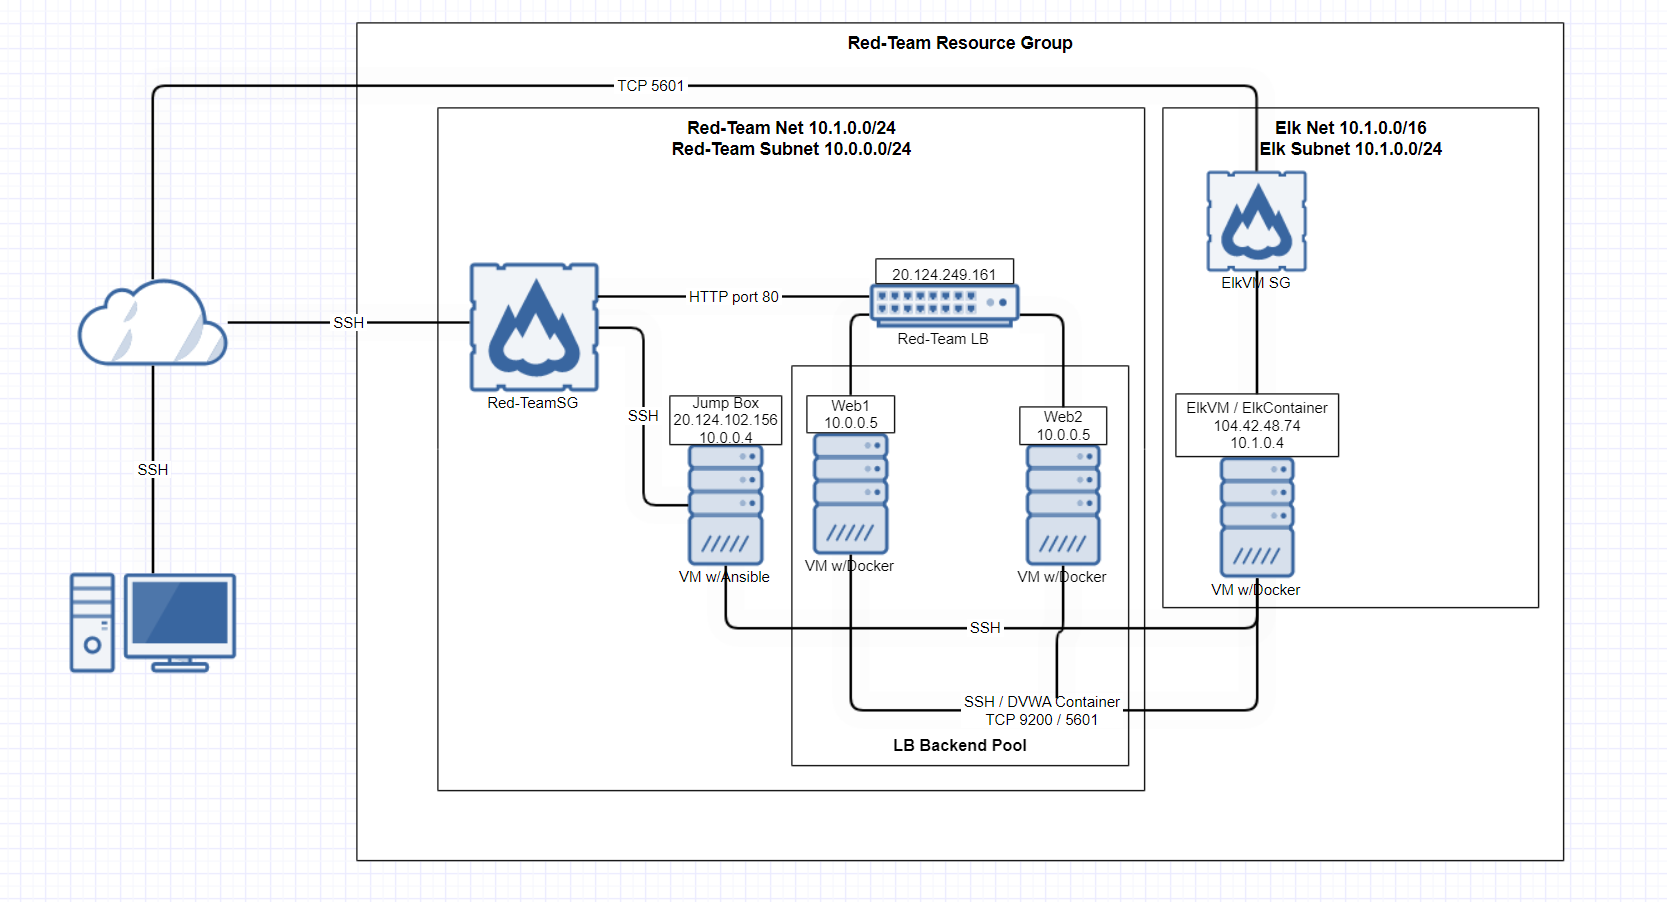 Red-Team Resource Group
TCP 5601
Red-Team Net 10.1.0.0/24
Red-Team Subnet 10.0.0.0/24
Elk Net 10.1.0.0/16
Elk Subnet 10.1.0.0/24
20.124.249.161
ElkVM SG
HTTP port 80
SSH
Red-Team LB
Red-TeamSG
SSH
Jump Box
20.124.102.156
10.0.0.4
Web1
10.0.0.5
Web2
10.0.0.5
ElkVM / ElkContainer
104.42.48.74
10.1.0.4
SSH
VM w/Ansible
VM w/Docker
VM w/Docker
VM w/Docker
SSH
SSH / DVWA Container
TCP 9200 / 5601
LB Backend Pool